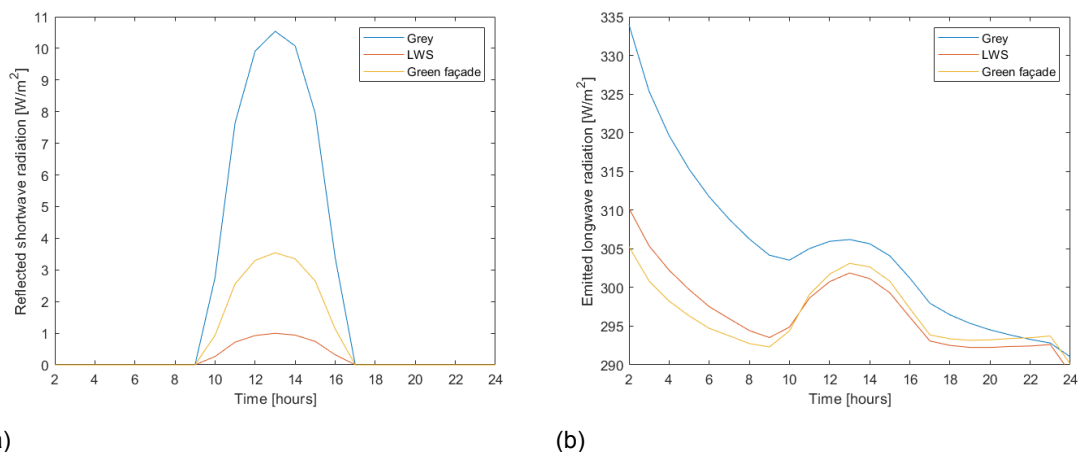 11
10
9
8
7
6
5
4
3
2
1
0
Reflected shortwave radiation [W/m²]
Grey
LWS
Green façade
2 4 6 8 10 12 14 16 18 20 22 24
Time [hours]
335
330
325
320
315
310
305
300
295
290
Emitted longwave radiation [W/m²]
Grey
LWS
Green façade
2 4 6 8 10 12 14 16 18 20 22 24
Time [hours]
)
(b)